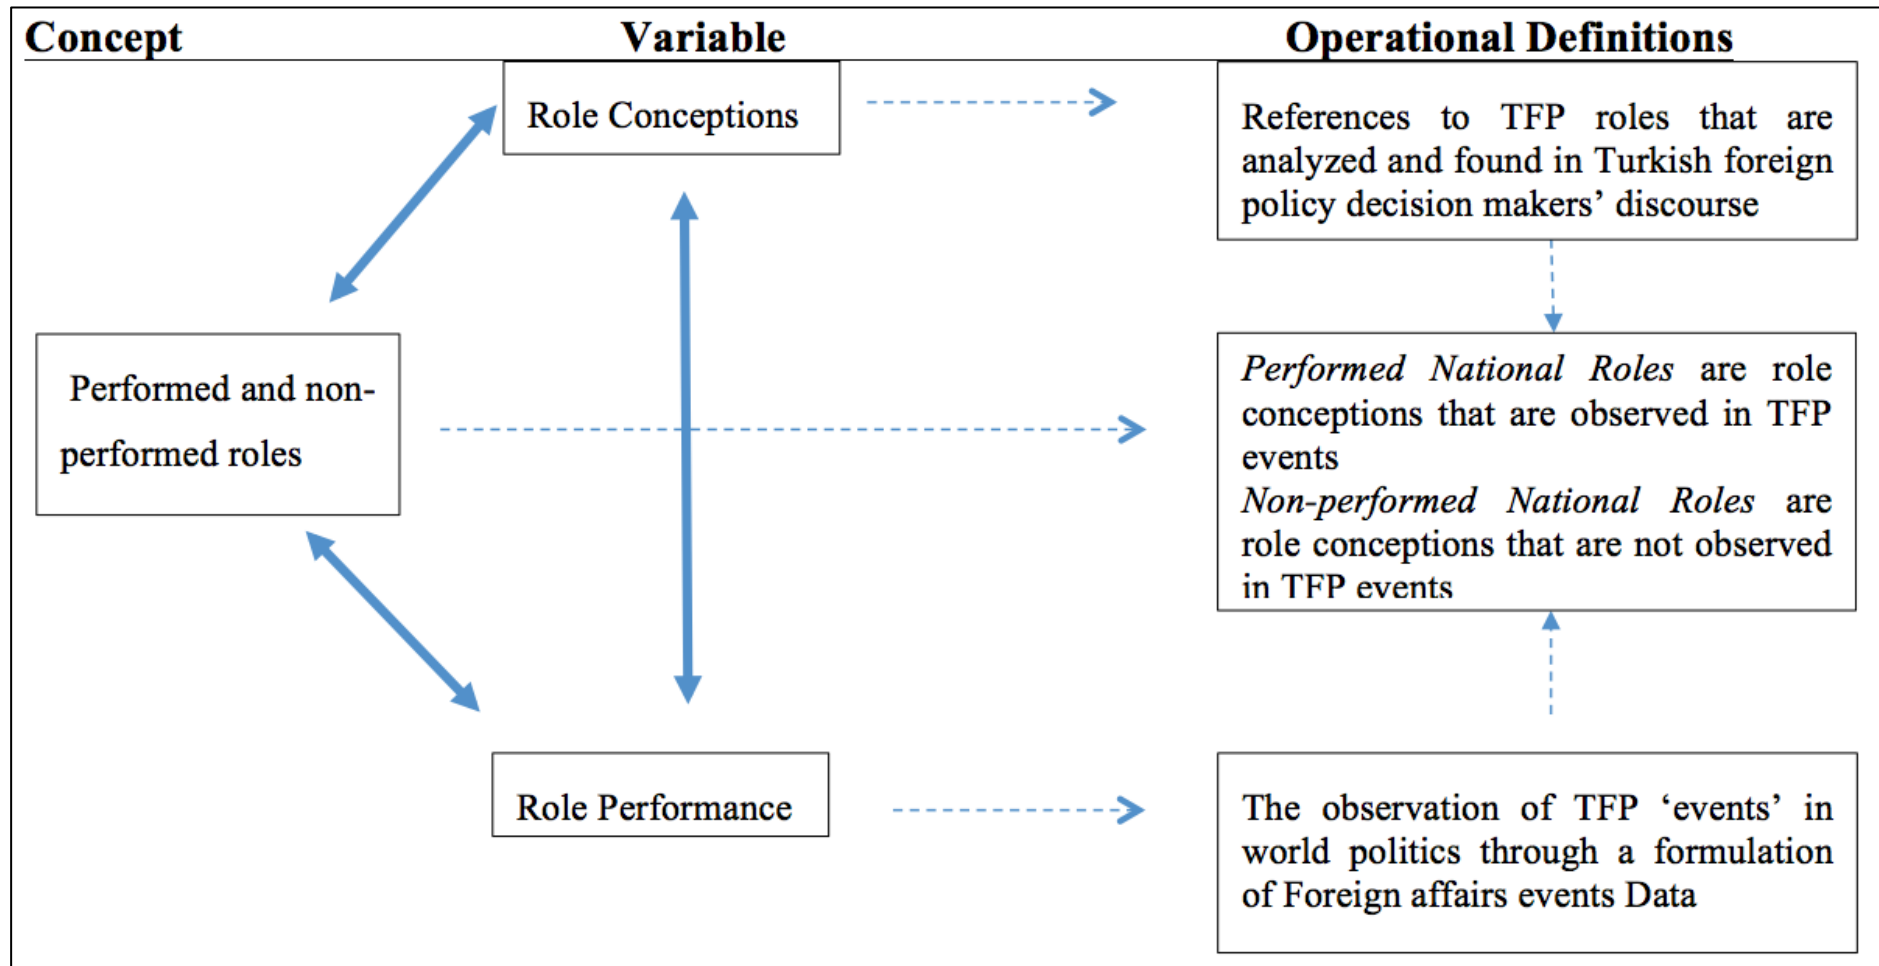 Concept Variable Operational Definitions
Role Conceptions
References to TFP roles that are
analyzed and found in Turkish foreign
policy decision makers’ discourse
Performed and non-
performed roles
Performed National Roles are role
conceptions that are observed in TFP
events
Non-performed National Roles are
role conceptions that are not observed
in TFP events
Role Performance
The observation of TFP ‘events’ in
world politics through a formulation
of Foreign affairs events Data